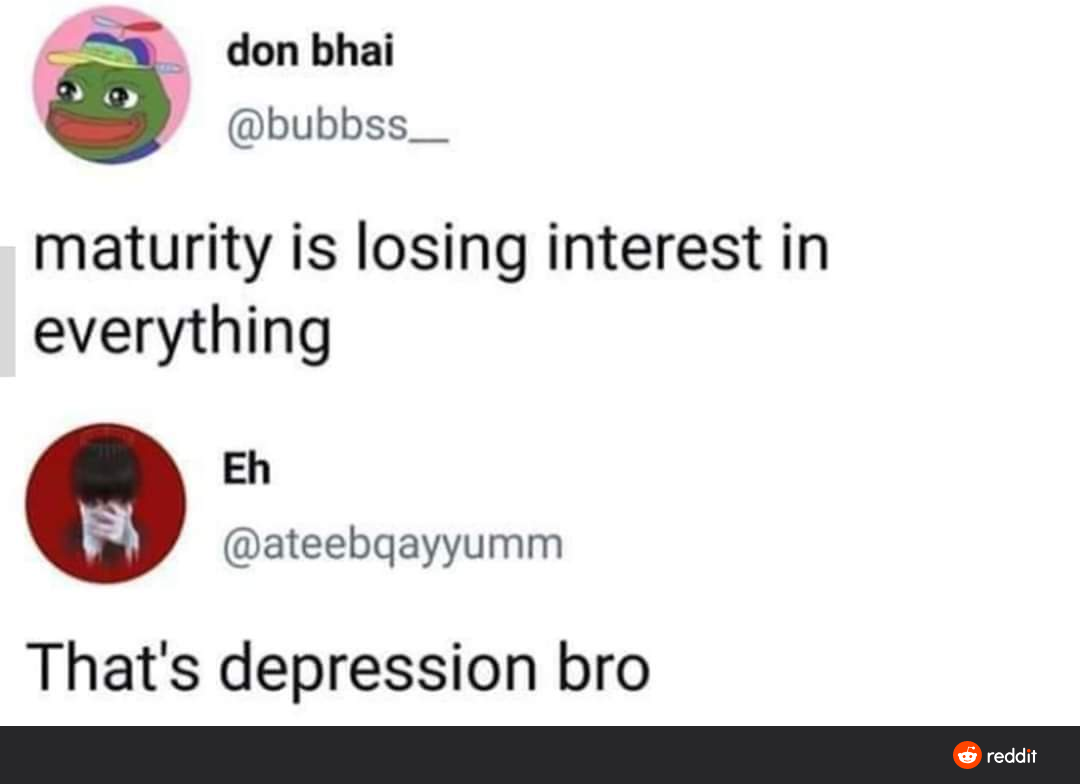 don bhai
@bubbss__
maturity is losing interest in
everything
Eh
@ateebqayyumm
That's depression bro
reddit